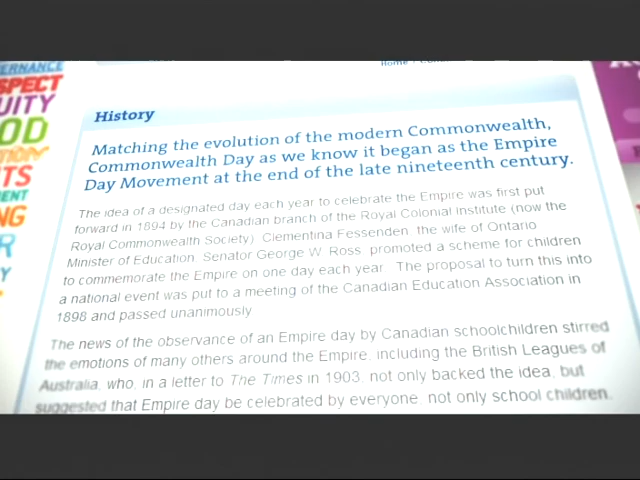 Home
ERNANCE
SPECT
UITY
OD
TS
ENT
NG
R
Y
History
Matching the evolution of the modern Commonwealth,
Commonwealth Day as we know it began as the Empire
Day Movement at the end of the late nineteenth century.
The idea of a designated day each year to celebrate the Empire was first put
forward in 1894 by the Canadian branch of the Royal Colonial Institute (now the
Royal Commonwealth Society). Clementina Fessenden, the wife of Ontario
Minister of Education, Senator George W. Ross, promoted a scheme for children
to commemorate the Empire on one day each year. The proposal to turn this into
a national event was put to a meeting of the Canadian Education Association in
1898 and passed unanimously.
The news of the observance of an Empire day by Canadian schoolchildren stirred
the emotions of many others around the Empire, including the British Leagues of
Australia, who, in a letter to The Times in 1903, not only backed the idea, but
suggested that Empire day be celebrated by everyone, not only school children.